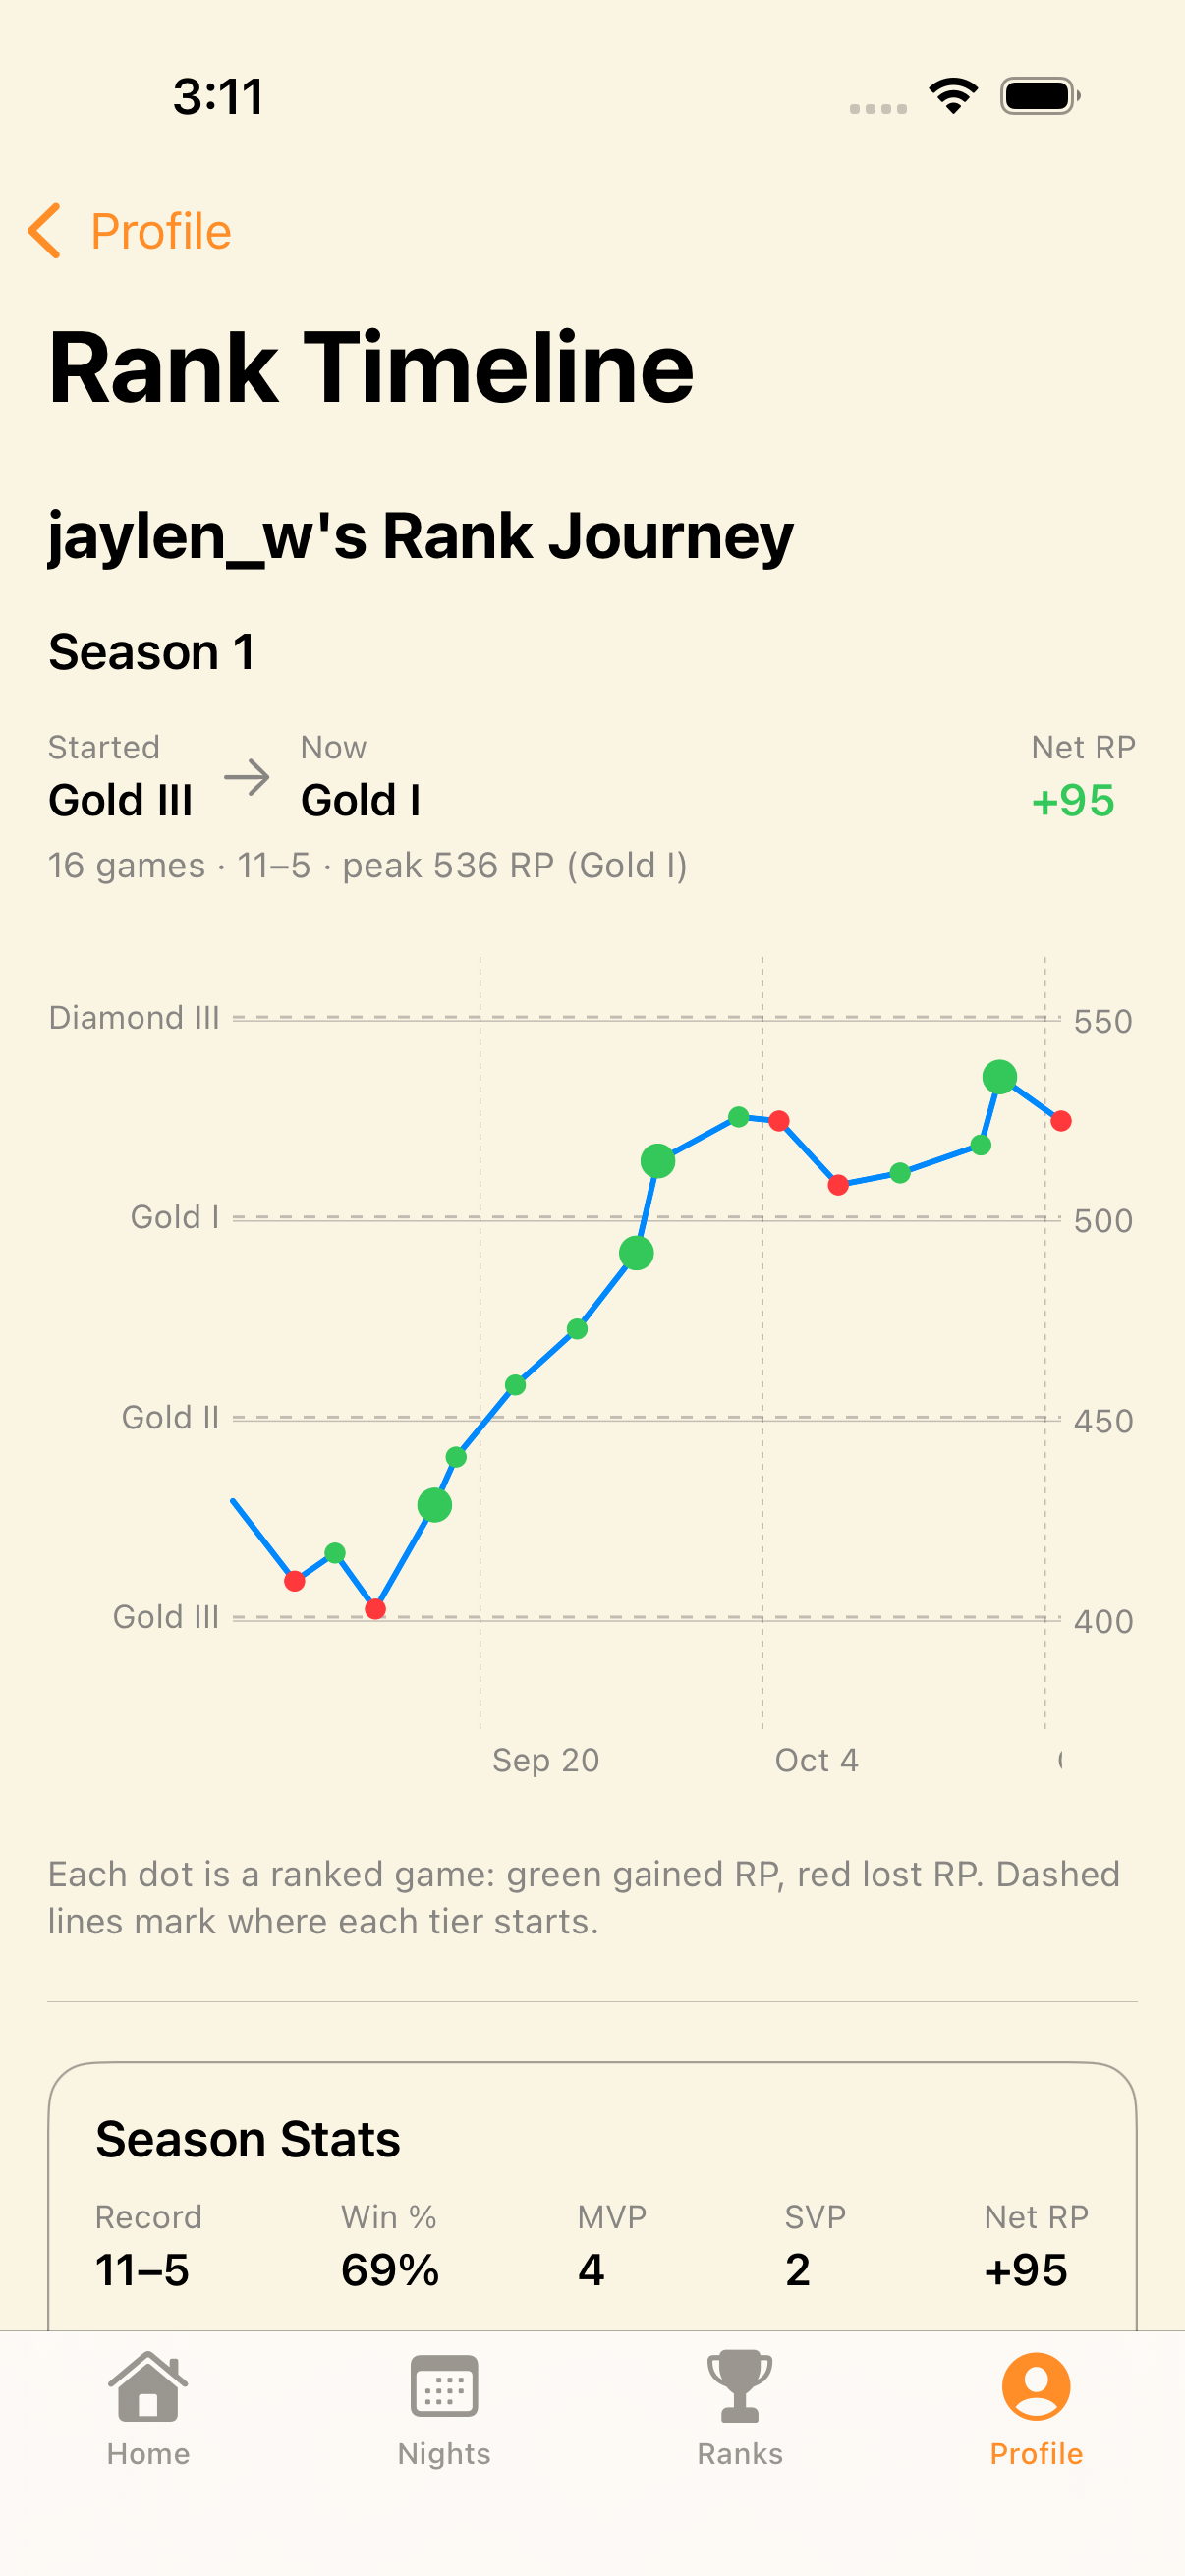 3:11
Profile
Rank Timeline
jaylen_w's Rank Journey
Season 1
Started
Gold III
Now
Gold I
Net RP
+95
16 games · 11–5 · peak 536 RP (Gold I)
Diamond III
550
Gold I
500
Gold II
450
Gold III
400
Sep 20
Oct 4
Each dot is a ranked game: green gained RP, red lost RP. Dashed
lines mark where each tier starts.
Season Stats
Record
11–5
Win %
69%
MVP
4
SVP
2
Net RP
+95
Home
Nights
Ranks
Profile